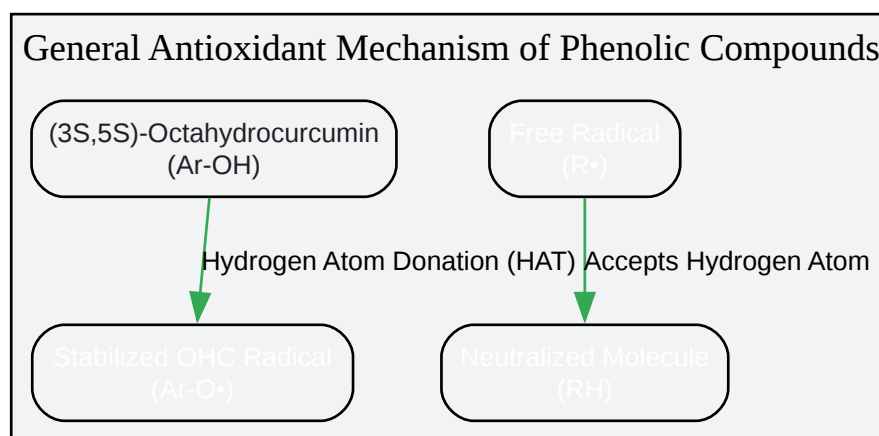 General Antioxidant Mechanism of Phenolic Compounds
(3S,5S)-Octahydrocurcumin
(Ar-OH)
Free Radical
(R•)
Hydrogen Atom Donation (HAT)
Accepts Hydrogen Atom
Stabilized OHC Radical
(Ar-O•)
Neutralized Molecule
(RH)